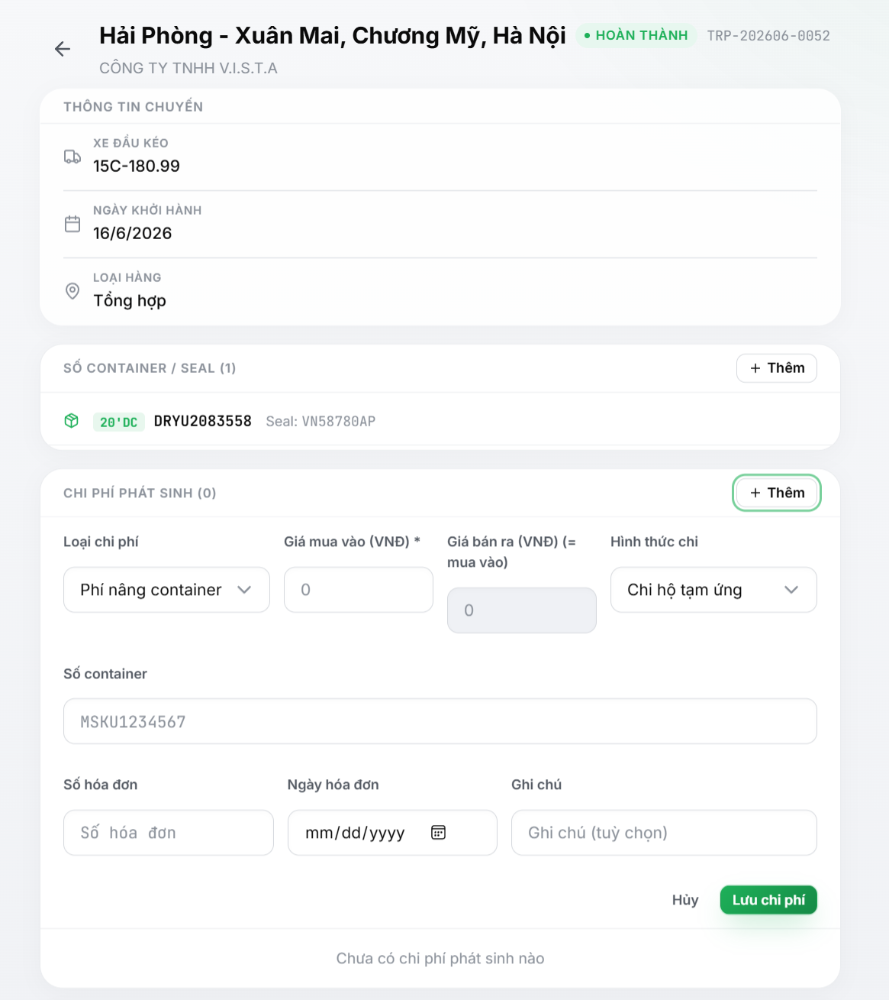 Hải Phòng - Xuân Mai, Chương Mỹ, Hà Nội
HOÀN THÀNH
TRP-202606-0052
CÔNG TY TNHH V.I.S.T.A
THÔNG TIN CHUYẾN
XE ĐẦU KÉO
15C-180.99
NGÀY KHỞI HÀNH
16/6/2026
LOẠI HÀNG
Tổng hợp
SỐ CONTAINER / SEAL (1)
+ Thêm
20'DC DRYU2083558 Seal: VN58780AP
CHI PHÍ PHÁT SINH (0)
+ Thêm
Loại chi phí
Phí nâng container
Giá mua vào (VNĐ) *
0
Giá bán ra (VNĐ) (=
mua vào)
0
Hình thức chi
Chi hộ tạm ứng
Số container
MSKU1234567
Số hóa đơn
Số hóa đơn
Ngày hóa đơn
mm/dd/yyyy
Ghi chú
Ghi chú (tuỳ chọn)
Hủy
Lưu chi phí
Chưa có chi phí phát sinh nào